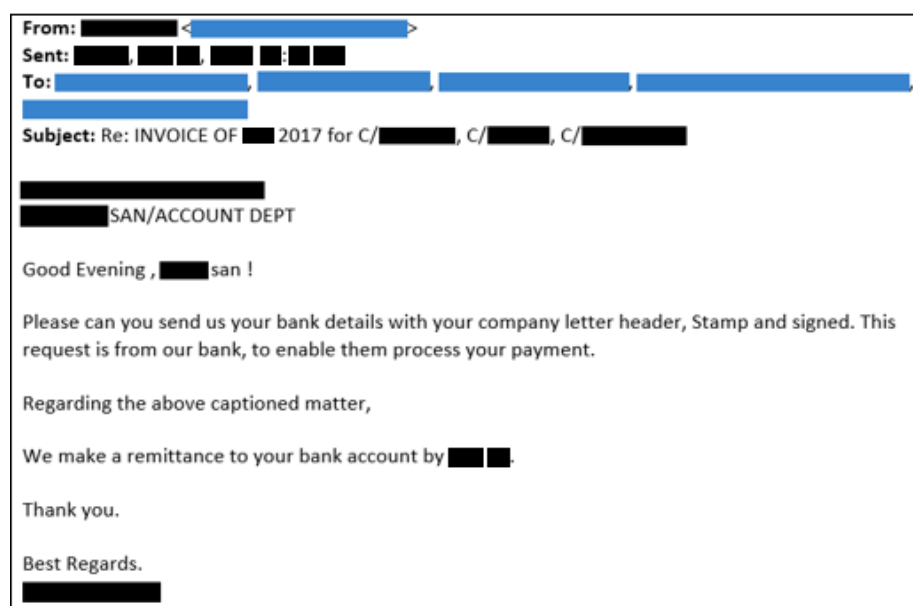 From: < >
Sent: , , :
To: , , , ,
Subject: Re: INVOICE OF 2017 for C/ , C/ , C/
SAN/ACCOUNT DEPT
Good Evening , san !
Please can you send us your bank details with your company letter header, Stamp and signed. This
request is from our bank, to enable them process your payment.
Regarding the above captioned matter,
We make a remittance to your bank account by .
Thank you.
Best Regards.